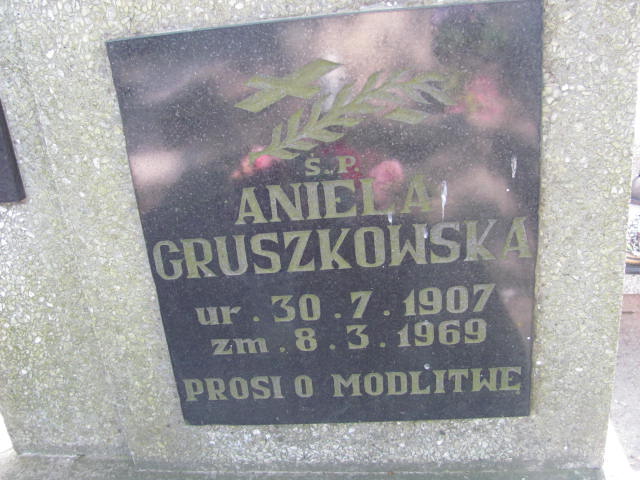 Ś.P.
ANIELA
GRUSZKOWSKA
ur. 30. 7. 1907
zm. 8. 3. 1969
PROSI O MODLITWĘ